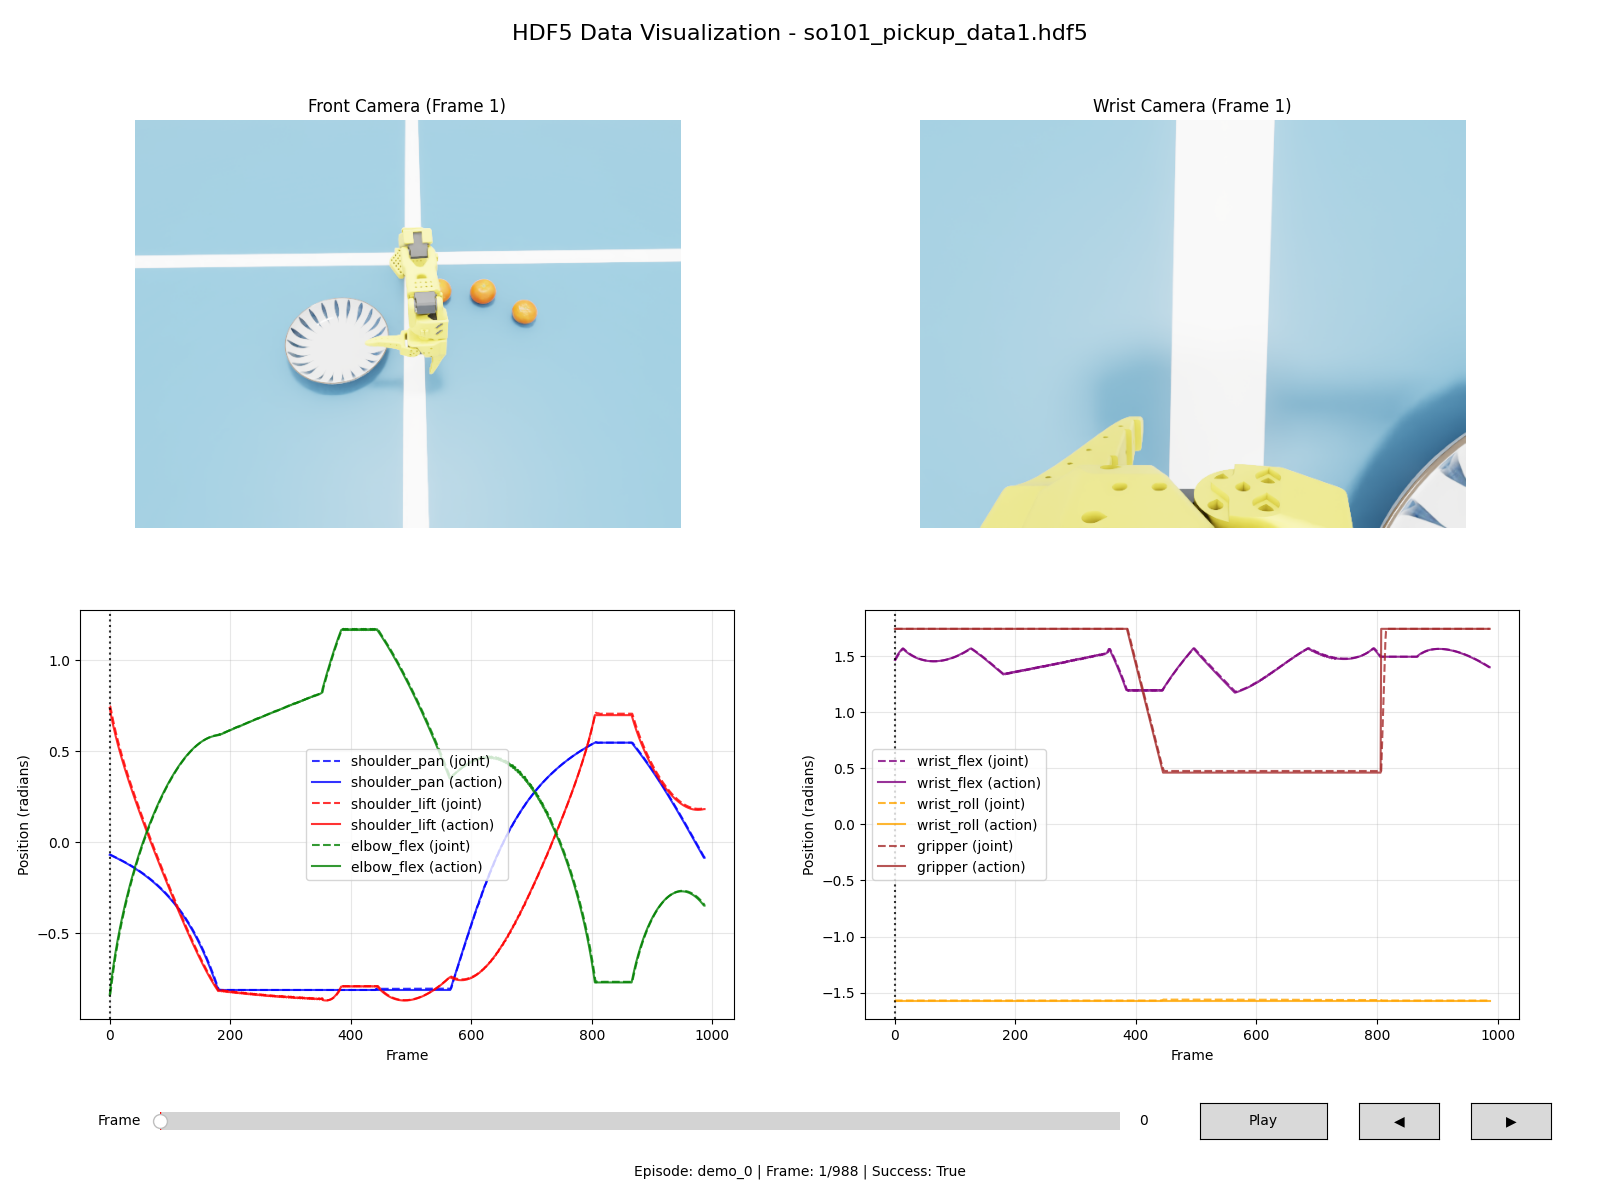 HDF5 Data Visualization - so101_pickup_data1.hdf5
Front Camera (Frame 1)
Wrist Camera (Frame 1)
Position (radians)
1.0
0.5
0.0
−0.5
shoulder_pan (joint)
shoulder_pan (action)
shoulder_lift (joint)
shoulder_lift (action)
elbow_flex (joint)
elbow_flex (action)
0 200 400 600 800 1000
Frame
Position (radians)
1.5
1.0
0.5
0.0
−0.5
−1.0
−1.5
wrist_flex (joint)
wrist_flex (action)
wrist_roll (joint)
wrist_roll (action)
gripper (joint)
gripper (action)
0 200 400 600 800 1000
Frame
Frame 0 Play ◀ ▶
Episode: demo_0 | Frame: 1/988 | Success: True